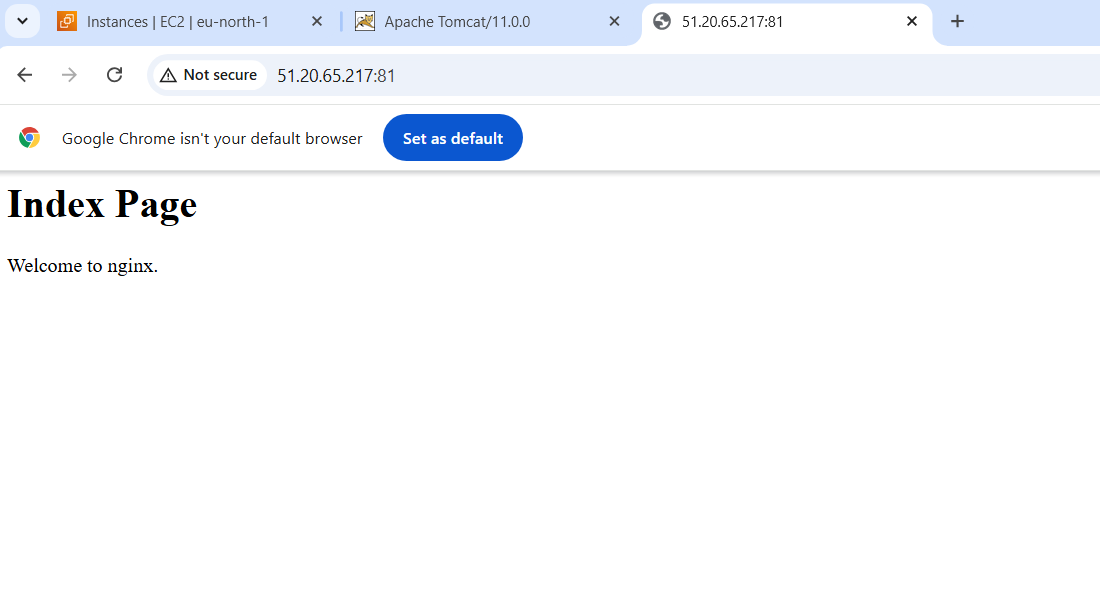 Instances | EC2 | eu-north-1
Apache Tomcat/11.0.0
51.20.65.217:81
Not secure
51.20.65.217:81
Google Chrome isn't your default browser
Set as default
Index Page
Welcome to nginx.